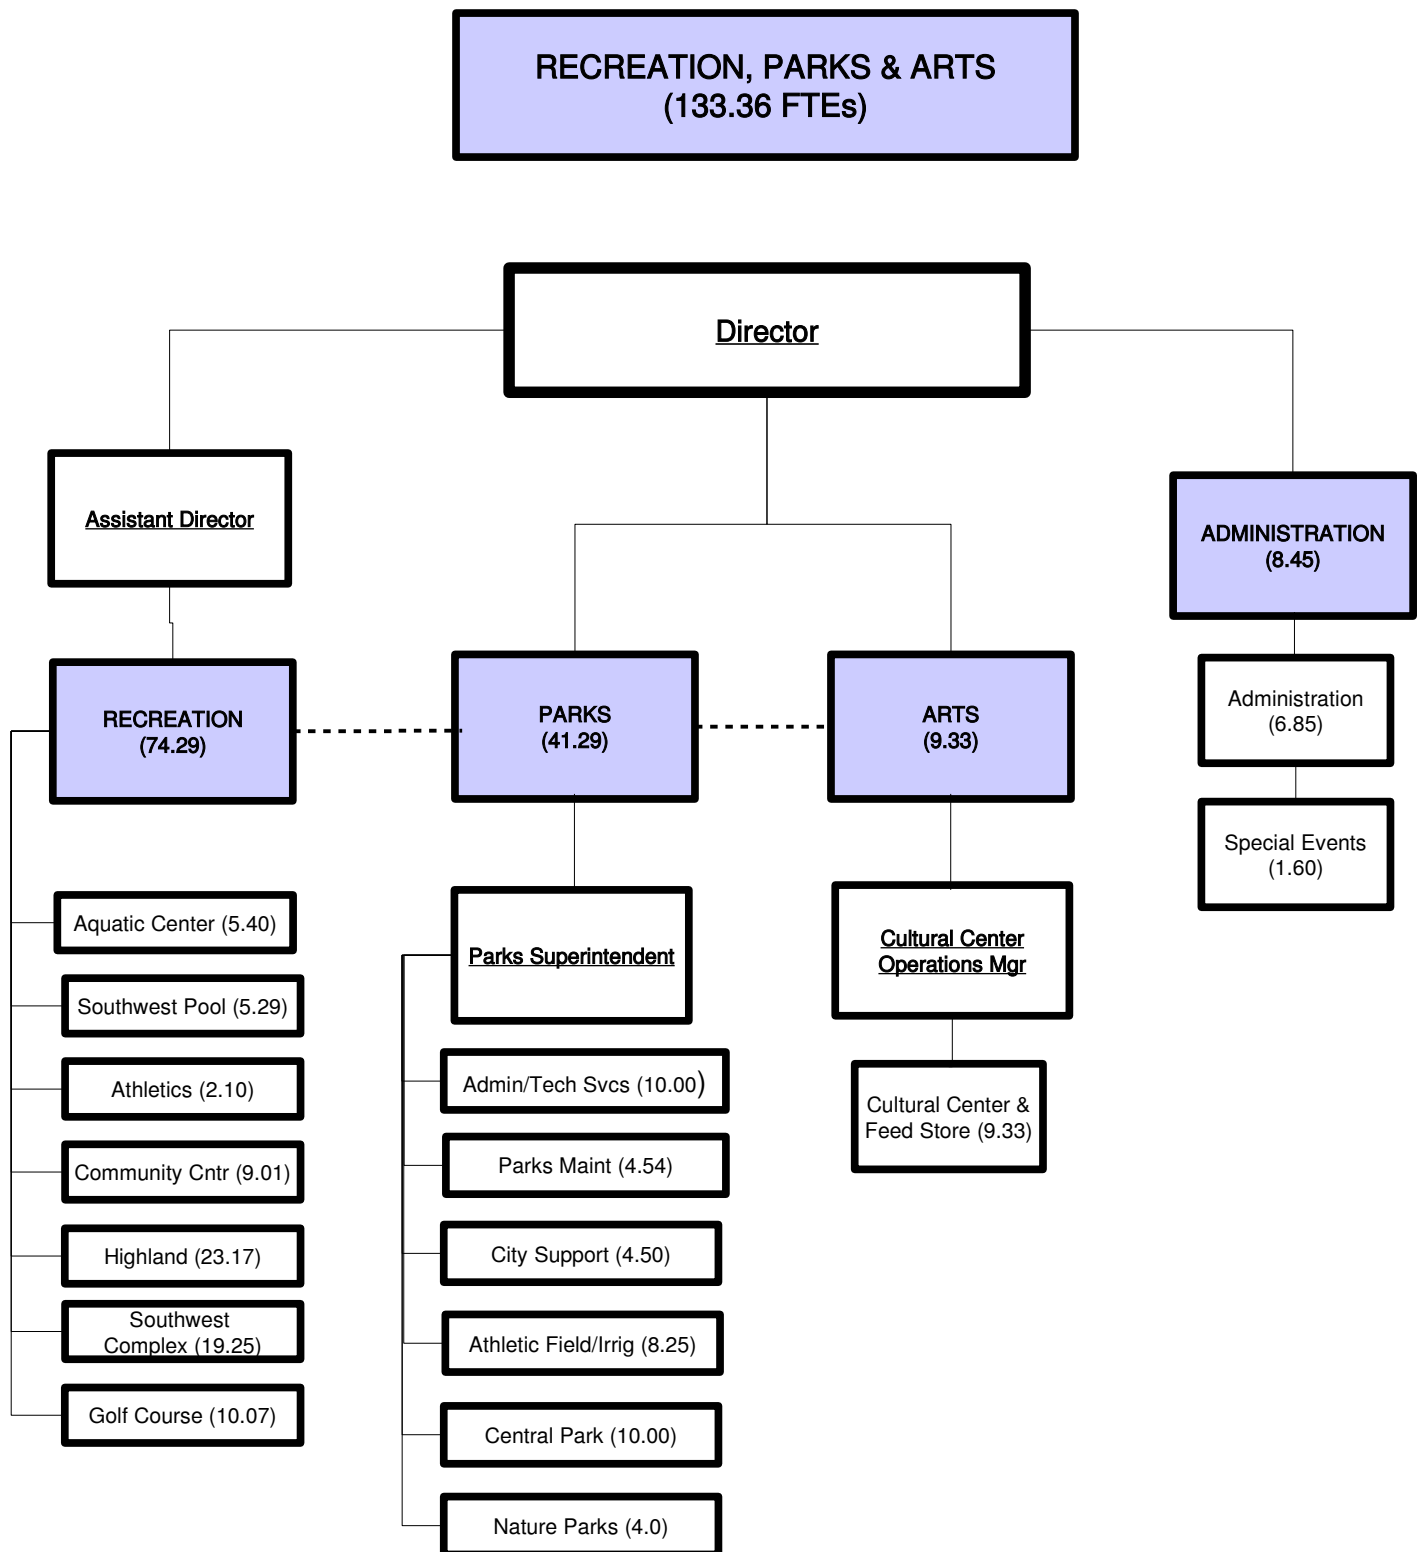 RECREATION, PARKS & ARTS
(133.36 FTEs)
Director
Assistant Director
ADMINISTRATION
(8.45)
RECREATION
(74.29)
PARKS
(41.29)
ARTS
(9.33)
Administration
(6.85)
Special Events
(1.60)
Aquatic Center (5.40)
Southwest Pool (5.29)
Athletics (2.10)
Community Cntr (9.01)
Highland (23.17)
Southwest
Complex (19.25)
Golf Course (10.07)
Parks Superintendent
Admin/Tech Svcs (10.00)
Parks Maint (4.54)
City Support (4.50)
Athletic Field/Irrig (8.25)
Central Park (10.00)
Nature Parks (4.0)
Cultural Center
Operations Mgr
Cultural Center &
Feed Store (9.33)